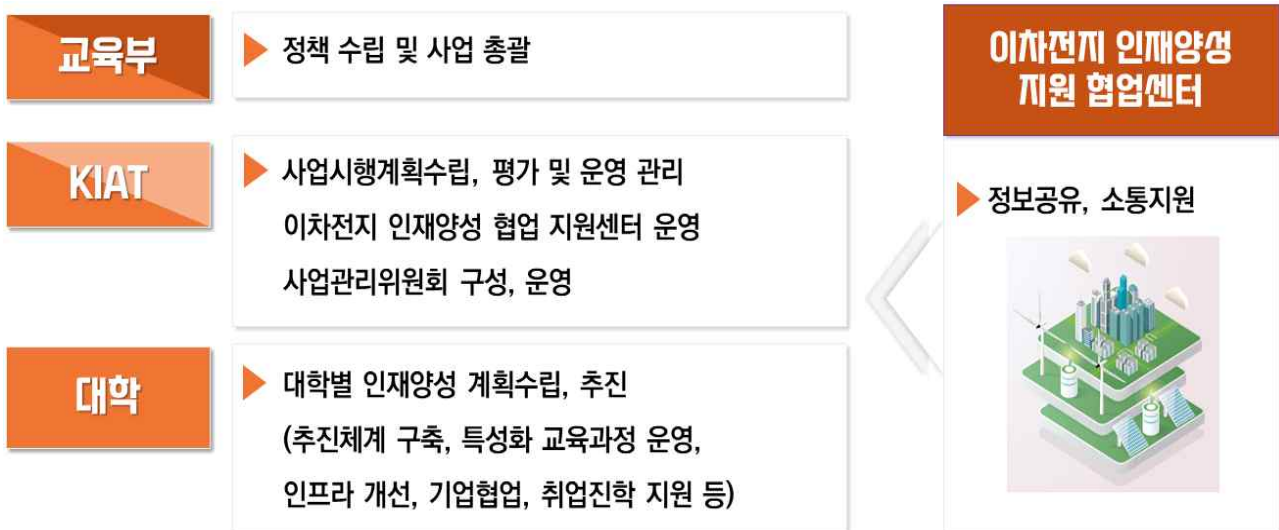 교육부
정책 수립 및 사업 총괄
KIAT
사업시행계획수립, 평가 및 운영 관리
이차전지 인재양성 협업 지원센터 운영
사업관리위원회 구성, 운영
대학
대학별 인재양성 계획수립, 추진
(추진체계 구축, 특성화 교육과정 운영,
인프라 개선, 기업협업, 취업진학 지원 등)
이차전지 인재양성
지원 협업센터
정보공유, 소통지원